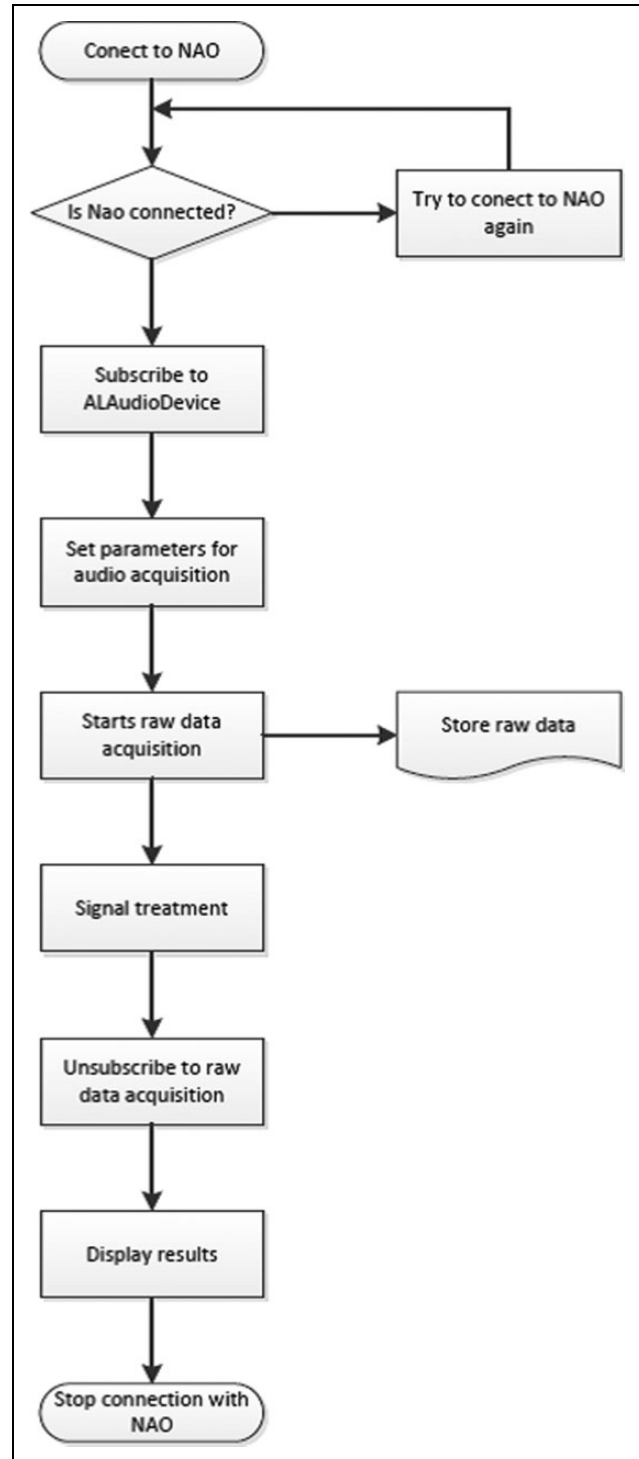 Conect to NAO
Is Nao connected?
Try to conect to NAO
again
Subscribe to
ALAudioDevice
Set parameters for
audio acquisition
Starts raw data
acquisition
Store raw data
Signal treatment
Unsubscribe to raw
data acquisition
Display results
Stop connection with
NAO